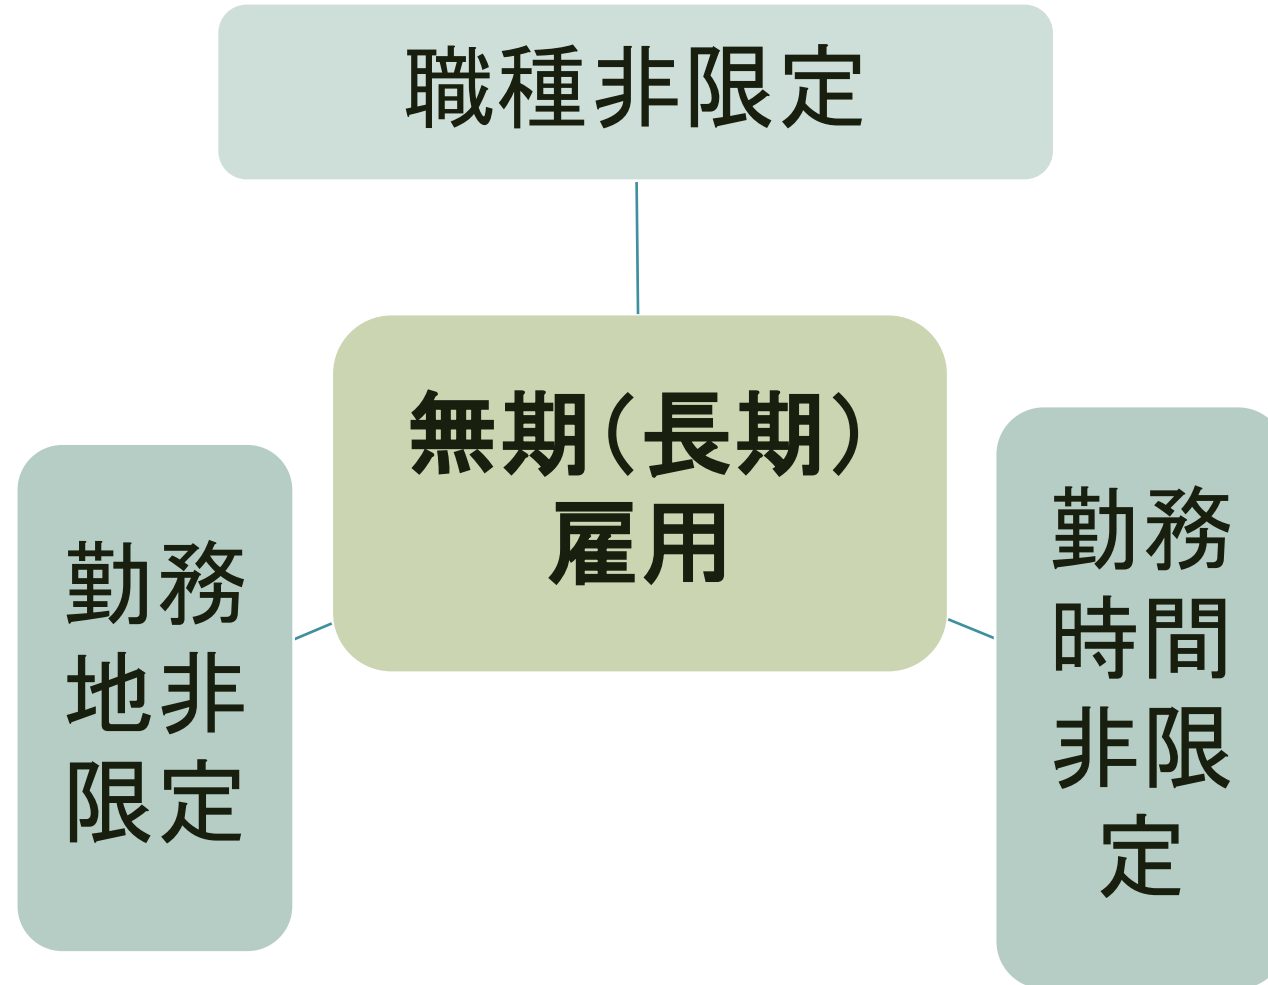 職種非限定
無期（長期）
雇用
勤務
地非
限定
勤務
時間
非限
定